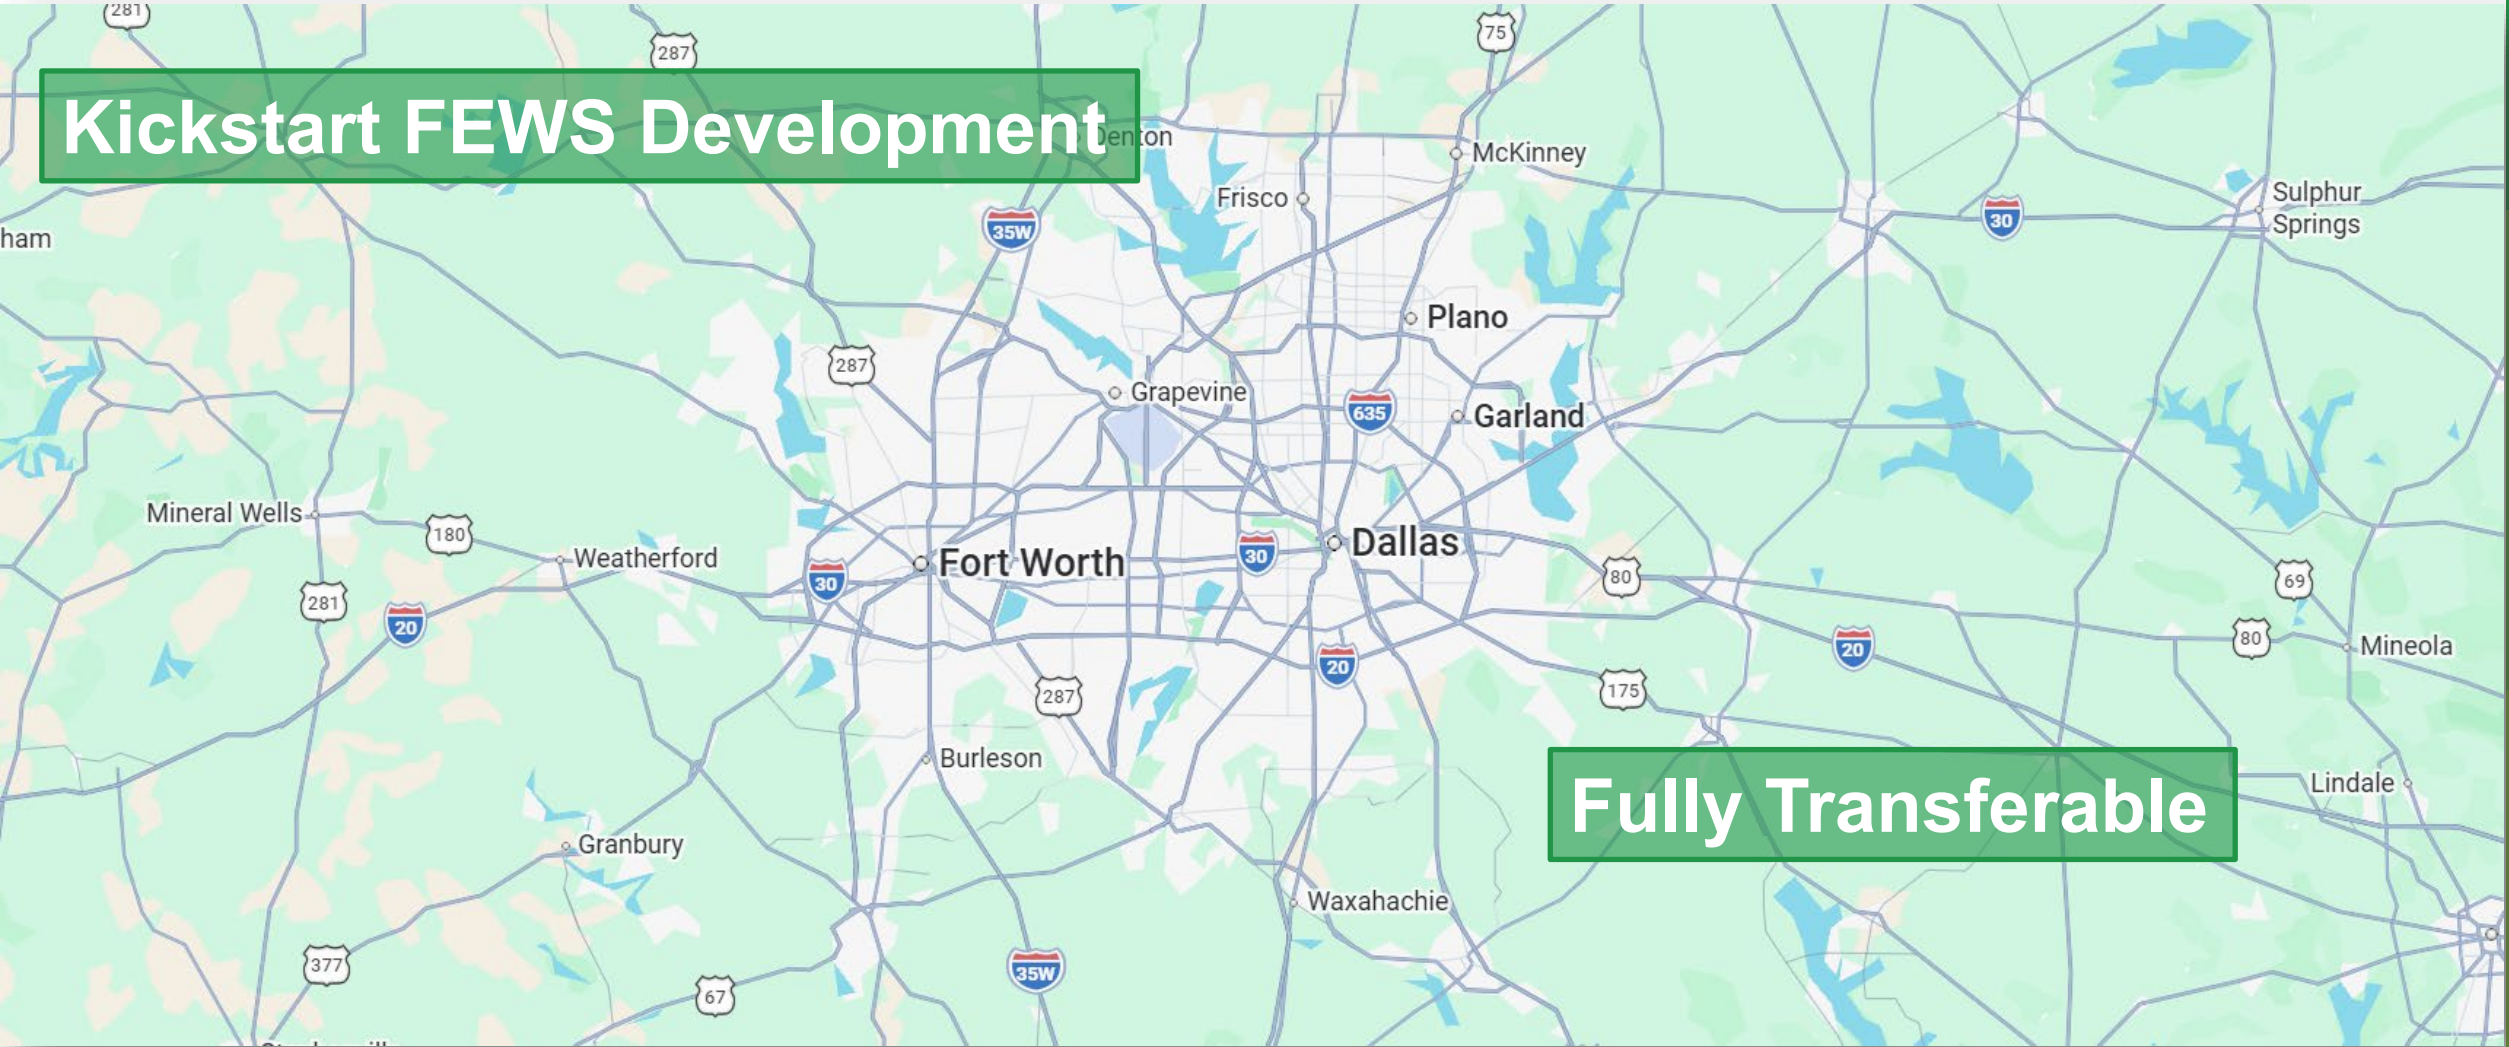 281
287
75
Kickstart FEWS Development
Denton
McKinney
Frisco
Sulphur
Springs
30
35W
ham
Plano
287
Grapevine
635
Garland
Mineral Wells
180
Weatherford
Fort Worth
30
30
Dallas
80
69
281
20
20
20
80
Mineola
287
175
Burleson
Lindale
Fully Transferable
Granbury
Waxahachie
377
35W
67